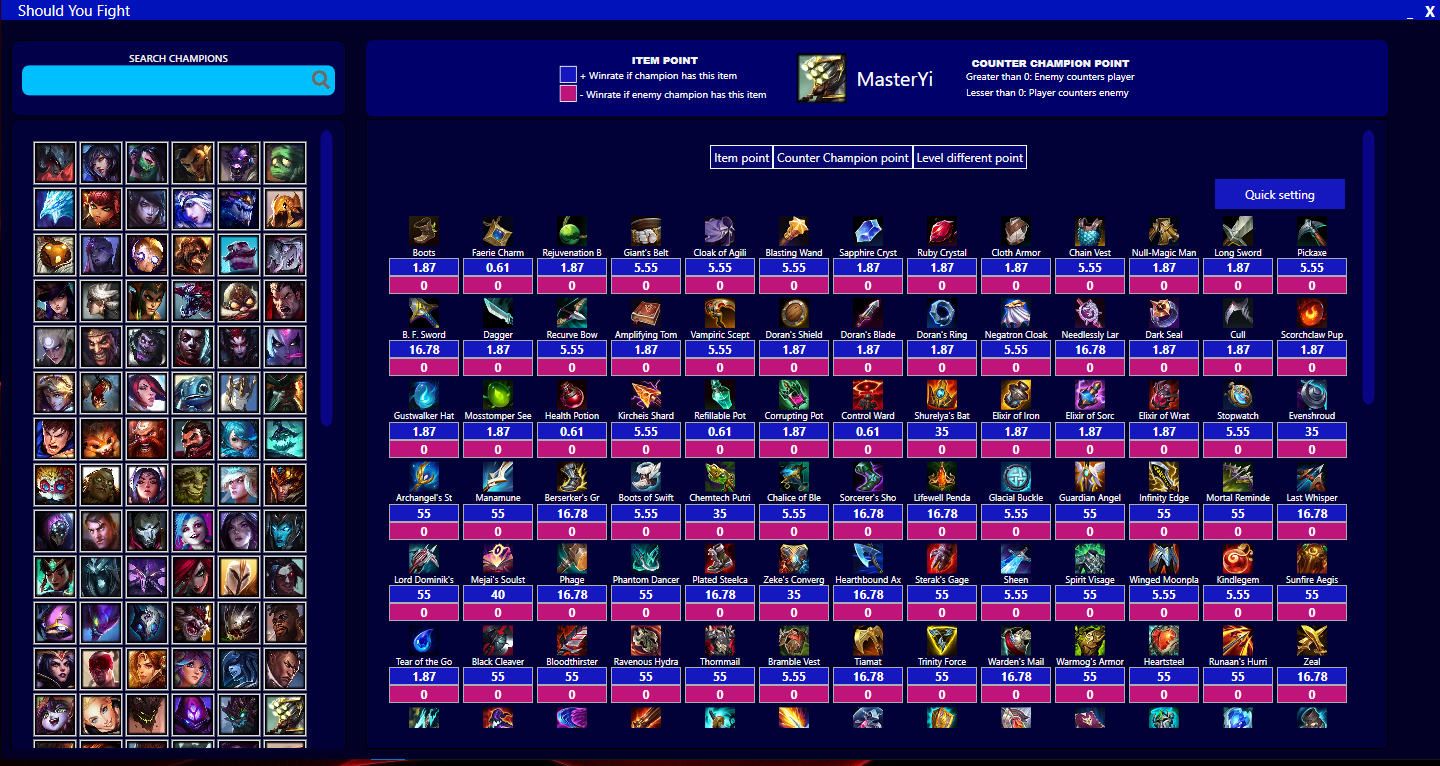 Should You Fight
_ X
SEARCH CHAMPIONS
ITEM POINT
+ Winrate if champion has this item
- Winrate if enemy champion has this item
MasterYi
COUNTER CHAMPION POINT
Greater than 0: Enemy counters player
Lesser than 0: Player counters enemy
Item point Counter Champion point Level different point
Quick setting
Boots Faerie Charm Rejuvenation B Giant's Belt Cloak of Agili Blasting Wand Sapphire Cryst Ruby Crystal Cloth Armor Chain Vest Null-Magic Man Long Sword Pickaxe
1.87 0.61 1.87 5.55 5.55 5.55 1.87 1.87 1.87 5.55 1.87 1.87 5.55
0 0 0 0 0 0 0 0 0 0 0 0 0
B. F. Sword Dagger Recurve Bow Amplifying Tom Vampiric Scept Doran's Shield Doran's Blade Doran's Ring Negatron Cloak Needlessly Lar Dark Seal Cull Scorchclaw Pup
16.78 1.87 5.55 1.87 5.55 1.87 1.87 1.87 5.55 16.78 1.87 1.87 1.87
0 0 0 0 0 0 0 0 0 0 0 0 0
Gustwalker Hat Mosstomper See Health Potion Kircheis Shard Refillable Pot Corrupting Pot Control Ward Shurelya's Bat Elixir of Iron Elixir of Sorc Elixir of Wrat Stopwatch Evenshroud
1.87 1.87 0.61 5.55 0.61 1.87 0.61 35 1.87 1.87 1.87 5.55 35
0 0 0 0 0 0 0 0 0 0 0 0 0
Archangel's St Manamune Berserker's Gr Boots of Swift Chemtech Putri Chalice of Ble Sorcerer's Sho Lifewell Penda Glacial Buckle Guardian Angel Infinity Edge Mortal Reminde Last Whisper
55 55 16.78 5.55 35 5.55 16.78 16.78 5.55 55 55 55 16.78
0 0 0 0 0 0 0 0 0 0 0 0 0
Lord Dominik's Mejai's Soulst Phage Phantom Dancer Plated Steelca Zeke's Converg Hearthbound Ax Sterak's Gage Sheen Spirit Visage Winged Moonpla Kindlegem Sunfire Aegis
55 40 16.78 55 16.78 35 16.78 55 5.55 55 5.55 5.55 55
0 0 0 0 0 0 0 0 0 0 0 0 0
Tear of the Go Black Cleaver Bloodthirster Ravenous Hydra Thornmail Bramble Vest Tiamat Trinity Force Warden's Mail Warmog's Armor Heartsteel Runaan's Hurri Zeal
1.87 55 55 55 55 5.55 16.78 55 16.78 55 55 55 16.78
0 0 0 0 0 0 0 0 0 0 0 0 0